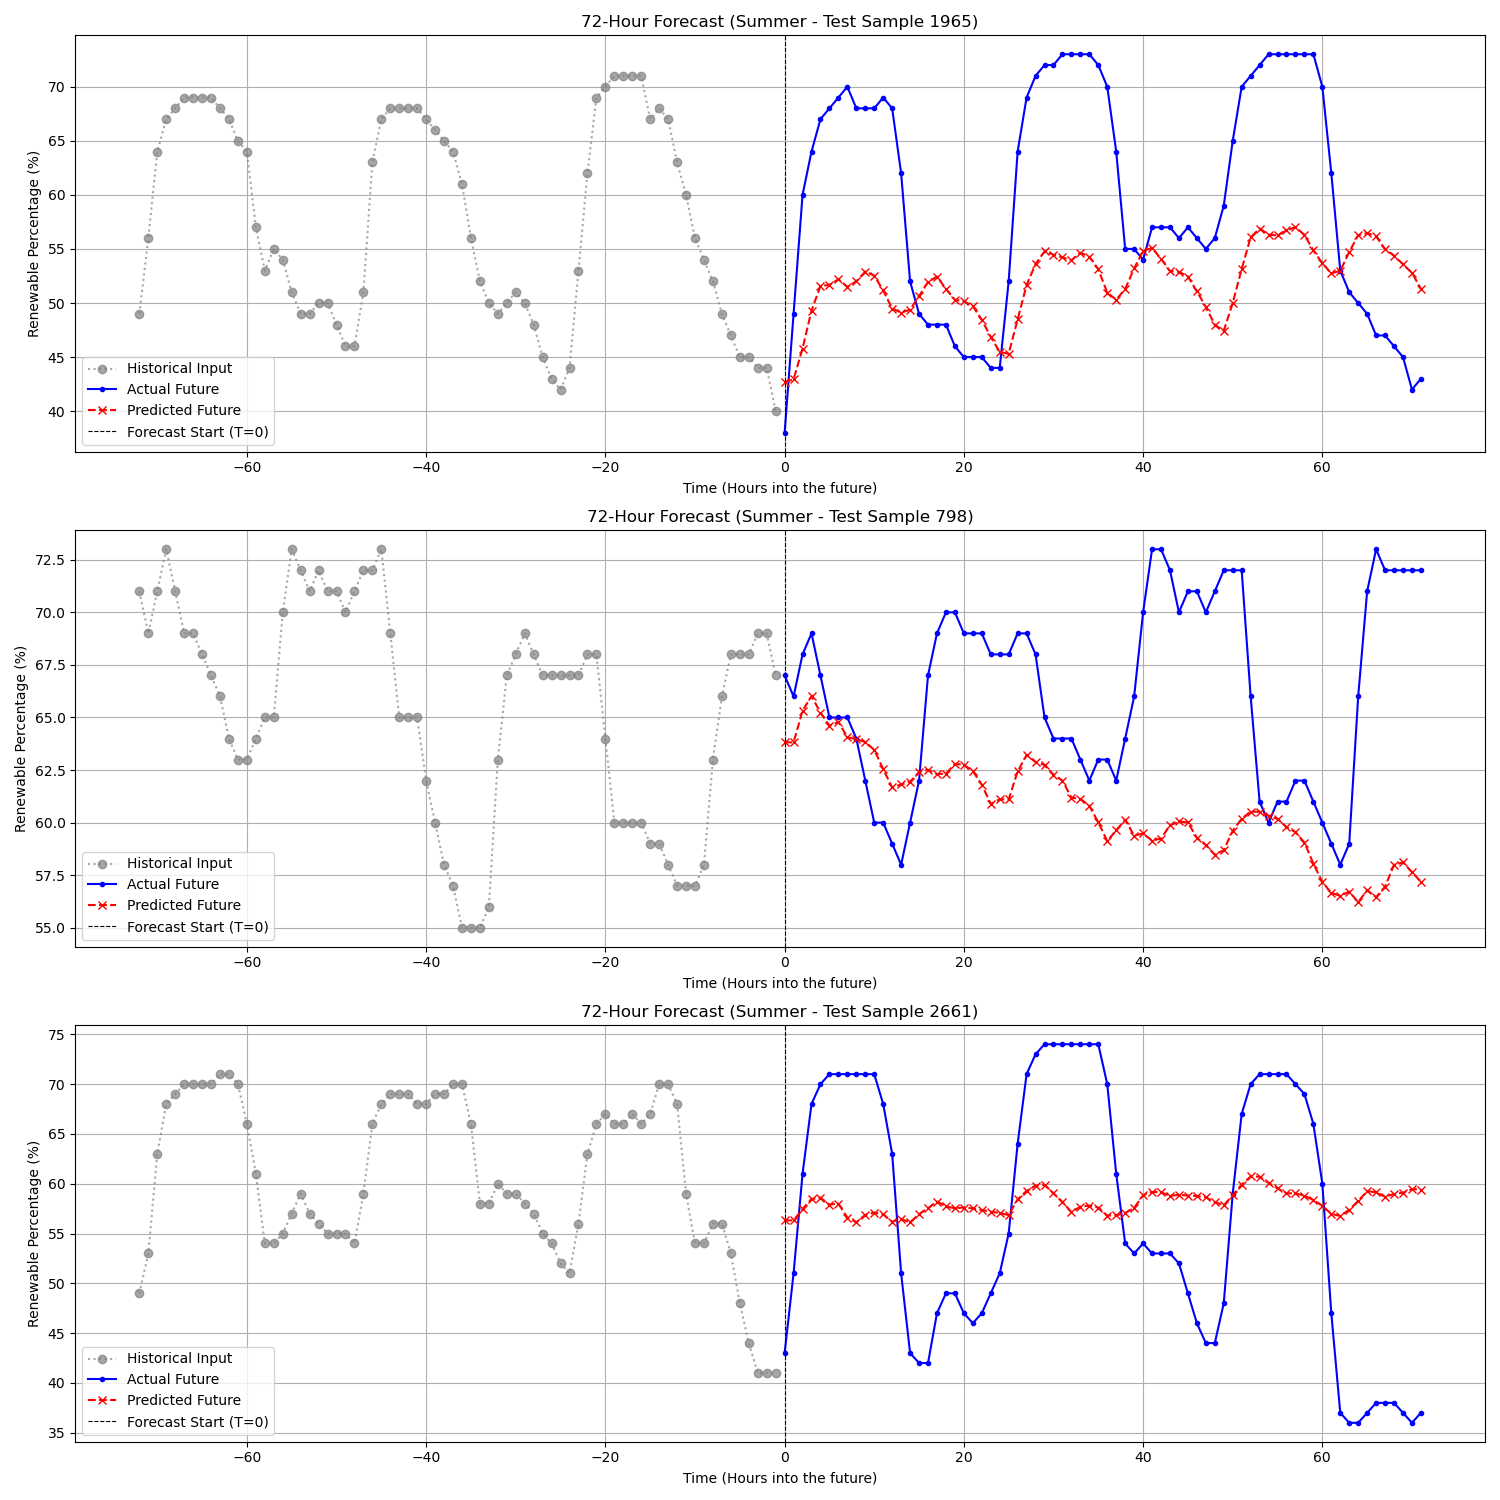 72-Hour Forecast (Summer - Test Sample 1965)
Renewable Percentage (%)
70
65
60
55
50
45
40
Historical Input
Actual Future
Predicted Future
Forecast Start (T=0)
−60 −40 −20 0 20 40 60
Time (Hours into the future)
72-Hour Forecast (Summer - Test Sample 798)
Renewable Percentage (%)
72.5
70.0
67.5
65.0
62.5
60.0
57.5
55.0
Historical Input
Actual Future
Predicted Future
Forecast Start (T=0)
−60 −40 −20 0 20 40 60
Time (Hours into the future)
72-Hour Forecast (Summer - Test Sample 2661)
Renewable Percentage (%)
75
70
65
60
55
50
45
40
35
Historical Input
Actual Future
Predicted Future
Forecast Start (T=0)
−60 −40 −20 0 20 40 60
Time (Hours into the future)